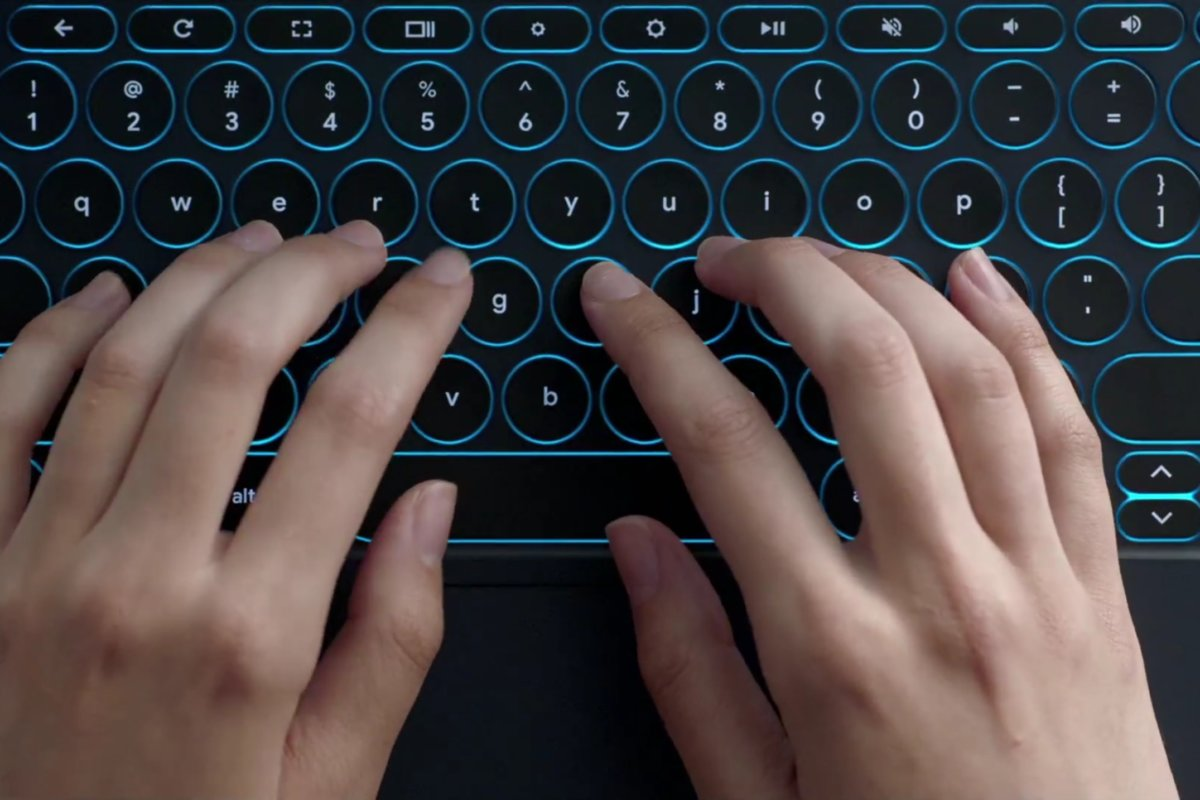 ! @ # $ % ^ & * ( ) – +
1 2 3 4 5 6 7 8 9 0 - =
q w e r t y u i o p { [ } ]
g j " '
v b
alt